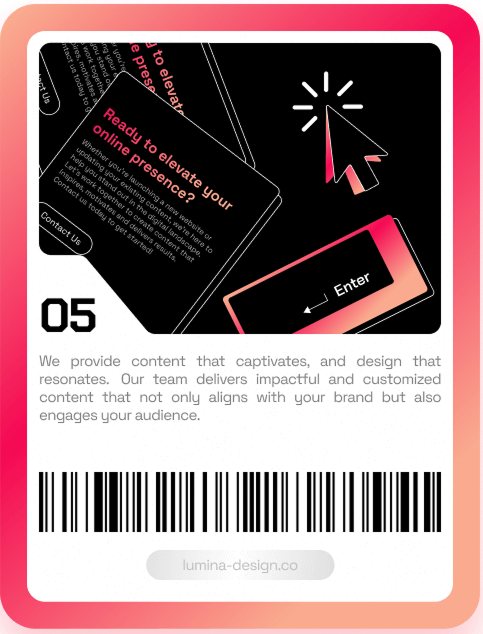 ntact Us
Ready to elevate your
online presence?
Whether you're launching a new website or
updating your existing content, we're here to
help you stand out in the digital landscape.
Let's work together to create content that
inspires, motivates and delivers results.
Contact us today to get started!
Contact Us
Enter
05
We provide content that captivates, and design that
resonates. Our team delivers impactful and customized
content that not only aligns with your brand but also
engages your audience.
lumina-design.co